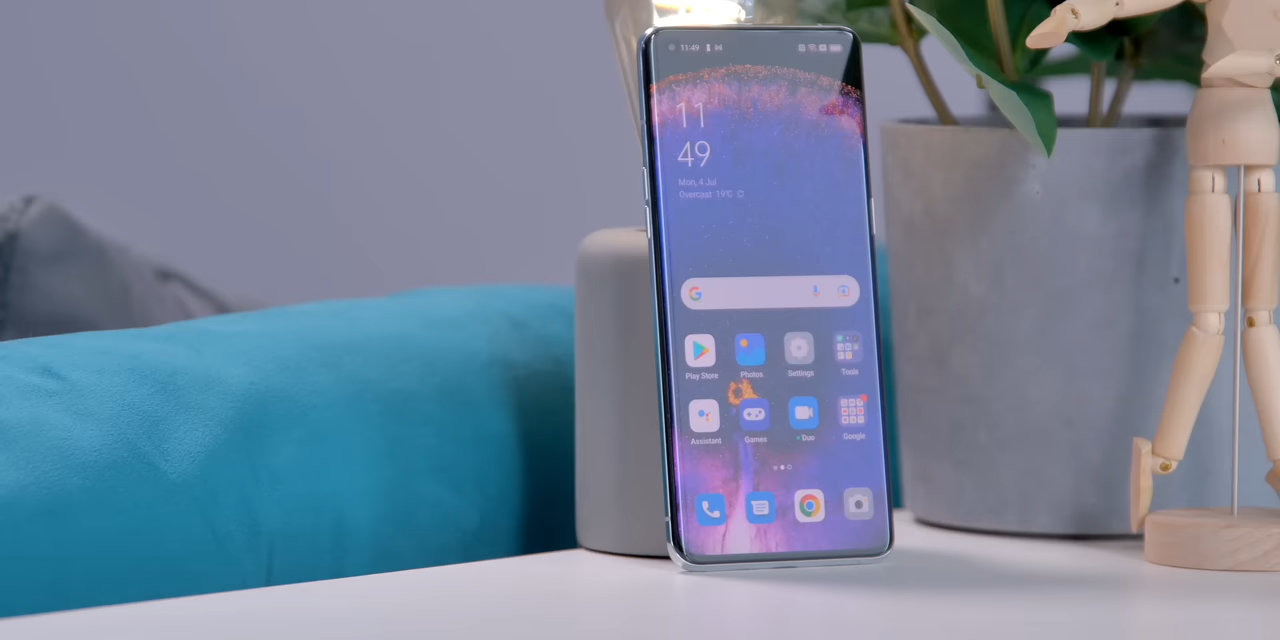 11:49
11
49
Mon, 4 Jul
Overcast 19°C
G
Play Store
Photos
Settings
Tools
Assistant
Games
Duo
Google